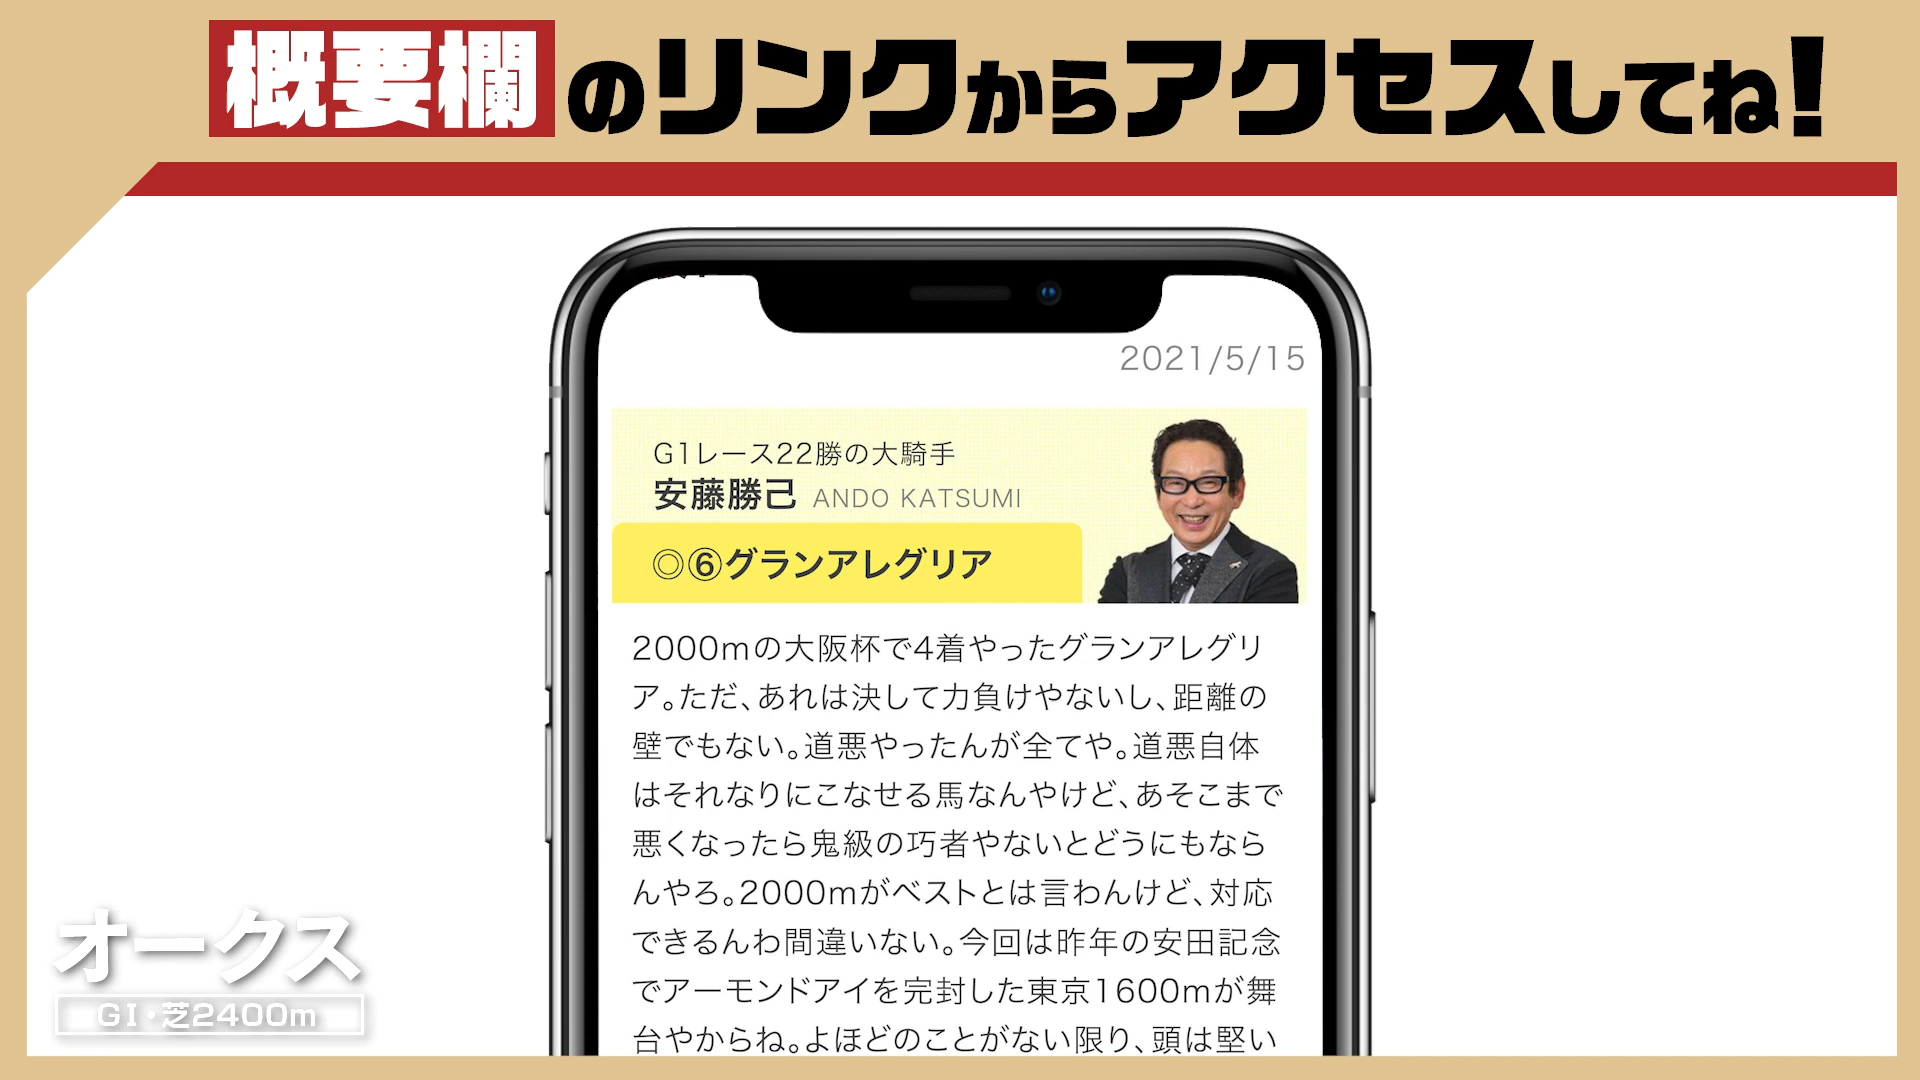 概要欄のリンクからアクセスしてね!
2021/5/15
G1レース22勝の大騎手
安藤勝己 ANDO KATSUMI
◎⑥グランアレグリア
2000mの大阪杯で4着やったグランアレグリ
ア。ただ、あれは決して力負けやないし、距離の
壁でもない。道悪やったんが全てや。道悪自体
はそれなりにこなせる馬なんやけど、あそこまで
悪くなったら鬼級の巧者やないとどうにもなら
んやろ。2000mがベストとは言わんけど、対応
できるんわ間違いない。今回は昨年の安田記念
でアーモンドアイを完封した東京1600mが舞
台やからね。よほどのことがない限り、頭は堅い
オークス
GI・芝2400m